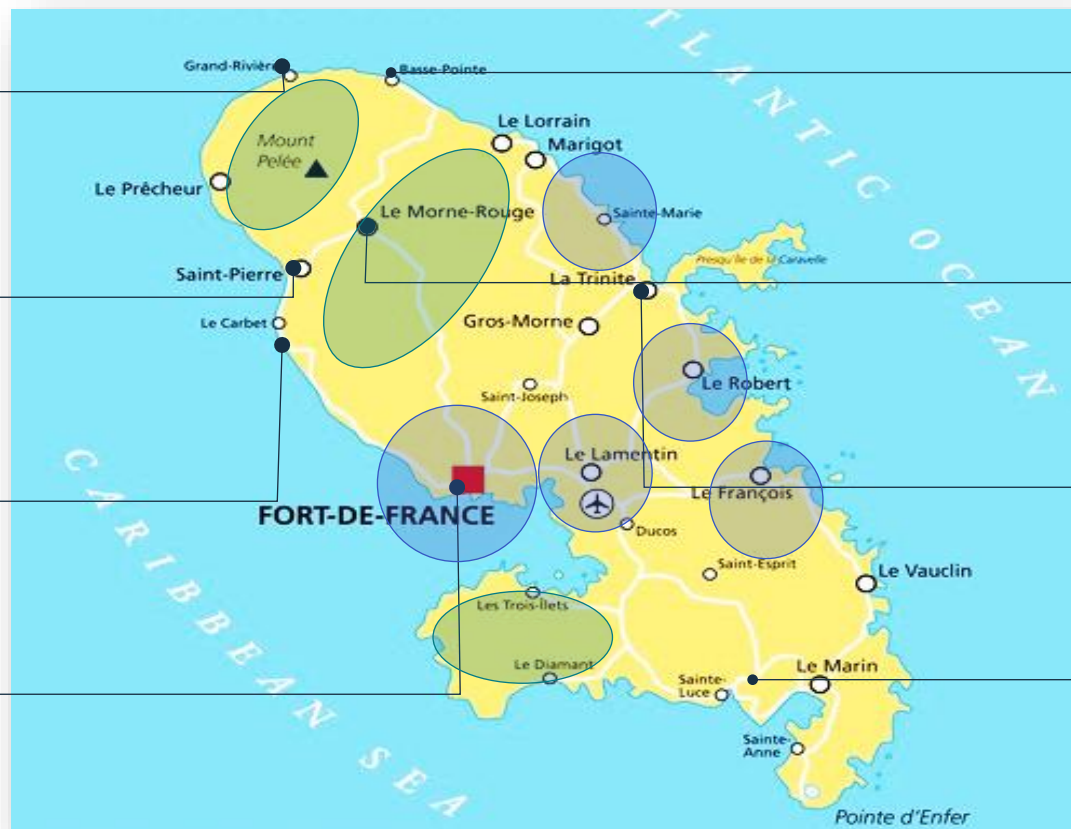 ATLANTIC OCEAN
Grand-Rivière
Basse-Pointe
Le Lorrain
Marigot
Mount
Pelée
Le Prêcheur
Le Morne-Rouge
Sainte-Marie
Presqu'île de la Caravelle
Saint-Pierre
La Trinite
Le Carbet
Gros-Morne
Saint-Joseph
Le Robert
Le Lamentin
Le François
FORT-DE-FRANCE
Ducos
Saint-Esprit
Le Vauclin
Les Trois-Ilets
Le Diamant
Sainte-
Luce
Le Marin
Sainte-
Anne
CARIBBEAN SEA
Pointe d'Enfer